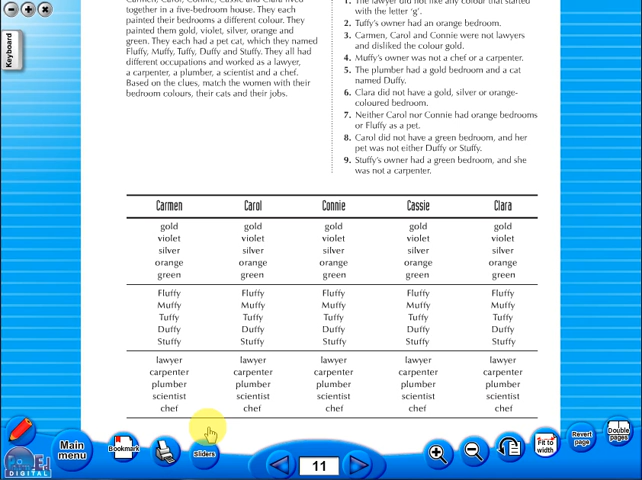 Carmen, Carol, Connie, Cassie and Clara lived
together in a five-bedroom house. They each
painted their bedrooms a different colour. They
painted them gold, violet, silver, orange and
green. They each had a pet cat, which they named
Fluffy, Muffy, Tuffy, Duffy and Stuffy. They all had
different occupations and worked as a lawyer,
a carpenter, a plumber, a scientist and a chef.
Based on the clues, match the women with their
bedroom colours, their cats and their jobs.
1. The lawyer did not like any colour that started
with the letter 'g'.
2. Tuffy's owner had an orange bedroom.
3. Carmen, Carol and Connie were not lawyers
and disliked the colour gold.
4. Muffy's owner was not a chef or a carpenter.
5. The plumber had a gold bedroom and a cat
named Duffy.
6. Clara did not have a gold, silver or orange-
coloured bedroom.
7. Neither Carol nor Connie had orange bedrooms
or Fluffy as a pet.
8. Carol did not have a green bedroom, and her
pet was not either Duffy or Stuffy.
9. Stuffy's owner had a green bedroom, and she
was not a carpenter.
Carmen Carol Connie Cassie Clara
gold gold gold gold gold
violet violet violet violet violet
silver silver silver silver silver
orange orange orange orange orange
green green green green green
Fluffy Fluffy Fluffy Fluffy Fluffy
Muffy Muffy Muffy Muffy Muffy
Tuffy Tuffy Tuffy Tuffy Tuffy
Duffy Duffy Duffy Duffy Duffy
Stuffy Stuffy Stuffy Stuffy Stuffy
lawyer lawyer lawyer lawyer lawyer
carpenter carpenter carpenter carpenter carpenter
plumber plumber plumber plumber plumber
scientist scientist scientist scientist scientist
chef chef chef chef chef
Keyboard
Main
menu
Bookmark
Sliders
11
Fit to
width
Revert
page
Double
pages
DIGITAL